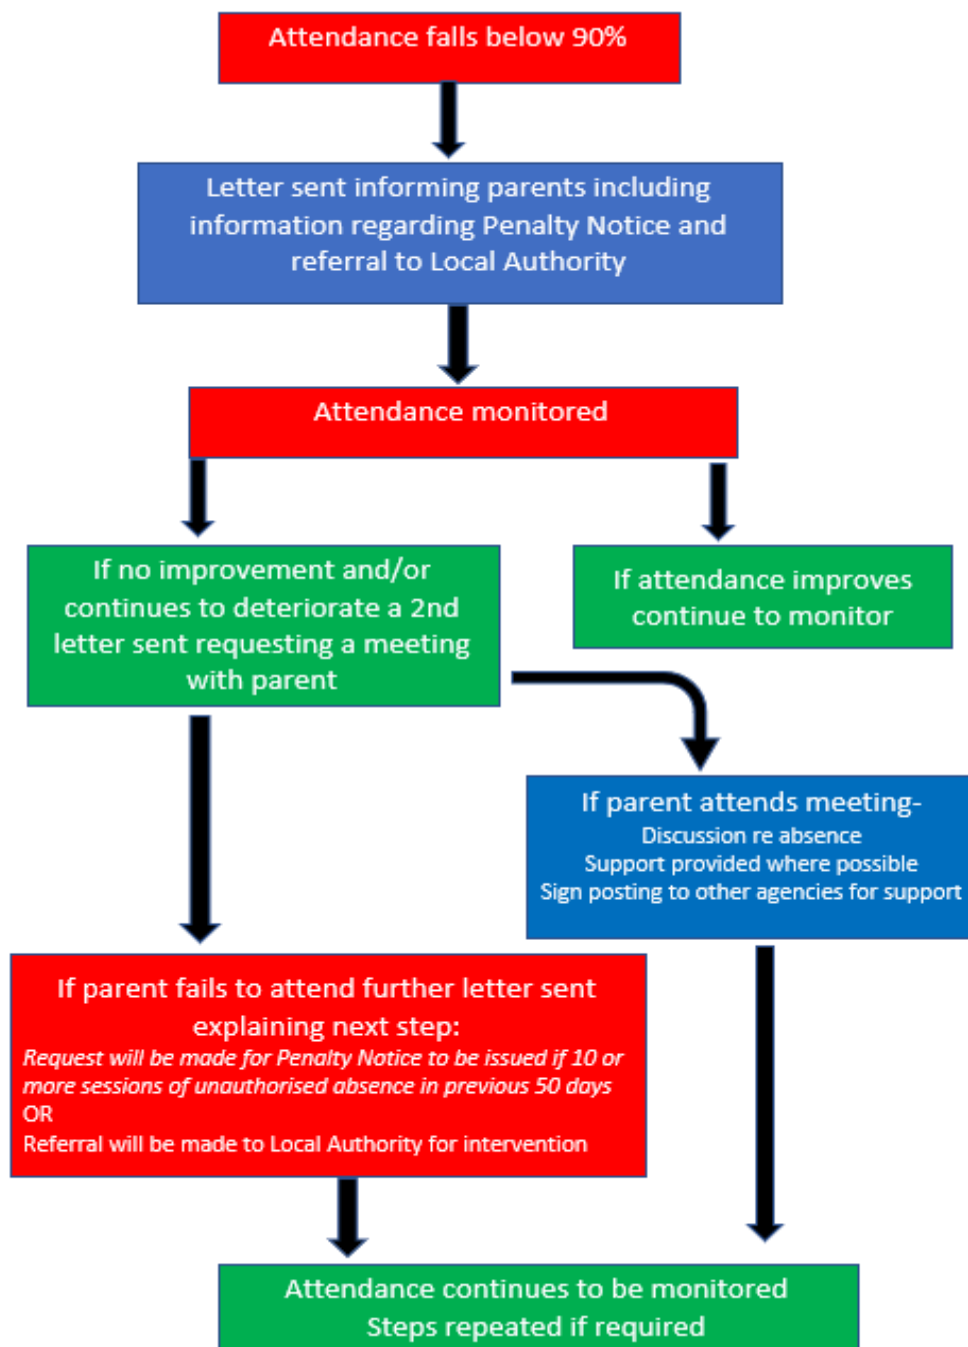 Attendance falls below 90%
Letter sent informing parents including
information regarding Penalty Notice and
referral to Local Authority
Attendance monitored
If no improvement and/or
continues to deteriorate a 2nd
letter sent requesting a meeting
with parent
If attendance improves
continue to monitor
If parent attends meeting-
Discussion re absence
Support provided where possible
Sign posting to other agencies for support
If parent fails to attend further letter sent
explaining next step:
Request will be made for Penalty Notice to be issued if 10 or
more sessions of unauthorised absence in previous 50 days
OR
Referral will be made to Local Authority for intervention
Attendance continues to be monitored
Steps repeated if required